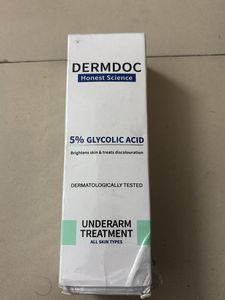 DERMDOC
Honest Science
5% GLYCOLIC ACID
Brightens skin & treats discolouration
DERMATOLOGICALLY TESTED
UNDERARM
TREATMENT
ALL SKIN TYPES